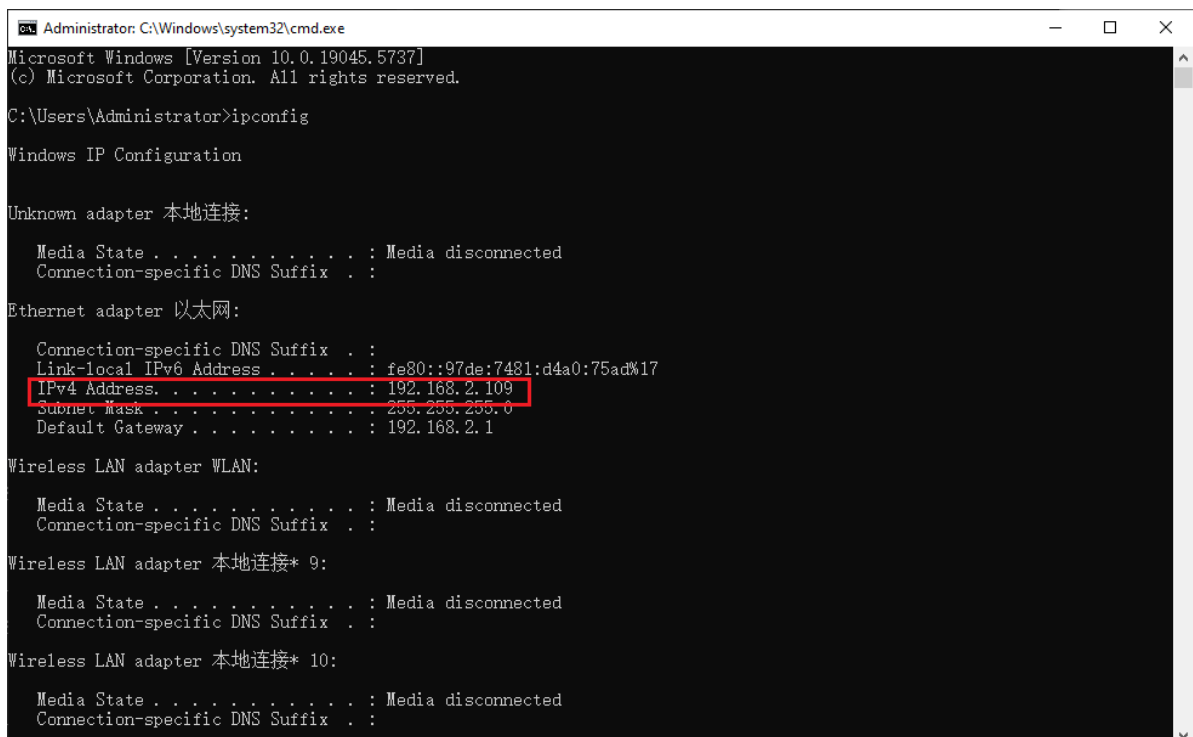 Administrator: C:\Windows\system32\cmd.exe
Microsoft Windows [Version 10.0.19045.5737]
(c) Microsoft Corporation. All rights reserved.
C:\Users\Administrator>ipconfig
Windows IP Configuration
Unknown adapter 本地连接:
Media State . . . . . . . . . . . : Media disconnected
Connection-specific DNS Suffix . :
Ethernet adapter 以太网:
Connection-specific DNS Suffix . :
Link-local IPv6 Address . . . . . : fe80::97de:7481:d4a0:75ad%17
IPv4 Address. . . . . . . . . . . : 192.168.2.109
Subnet Mask . . . . . . . . . . . : 255.255.255.0
Default Gateway . . . . . . . . . : 192.168.2.1
Wireless LAN adapter WLAN:
Media State . . . . . . . . . . . : Media disconnected
Connection-specific DNS Suffix . :
Wireless LAN adapter 本地连接* 9:
Media State . . . . . . . . . . . : Media disconnected
Connection-specific DNS Suffix . :
Wireless LAN adapter 本地连接* 10:
Media State . . . . . . . . . . . : Media disconnected
Connection-specific DNS Suffix . :